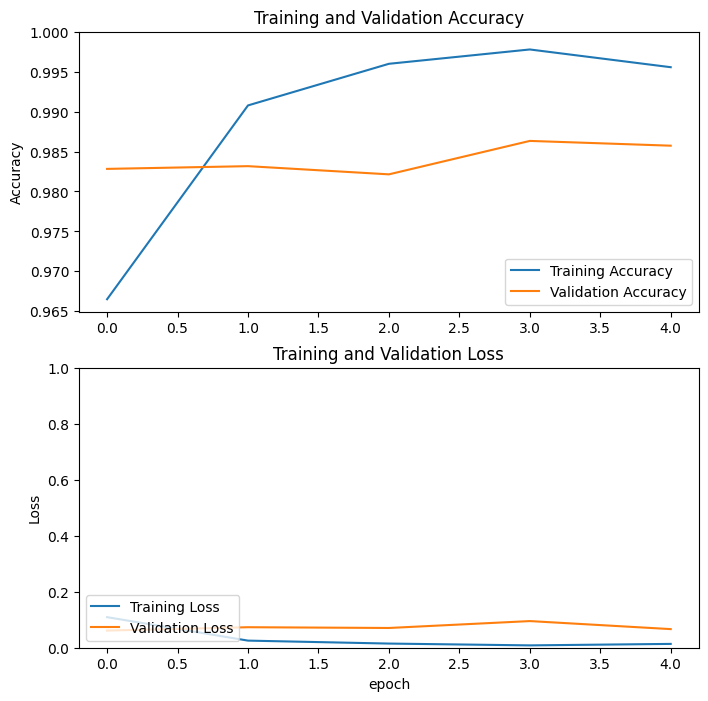 Training and Validation Accuracy
Accuracy
1.000
0.995
0.990
0.985
0.980
0.975
0.970
0.965
Training Accuracy
Validation Accuracy
0.0 0.5 1.0 1.5 2.0 2.5 3.0 3.5 4.0
Training and Validation Loss
Loss
1.0
0.8
0.6
0.4
0.2
0.0
Training Loss
Validation Loss
0.0 0.5 1.0 1.5 2.0 2.5 3.0 3.5 4.0
epoch